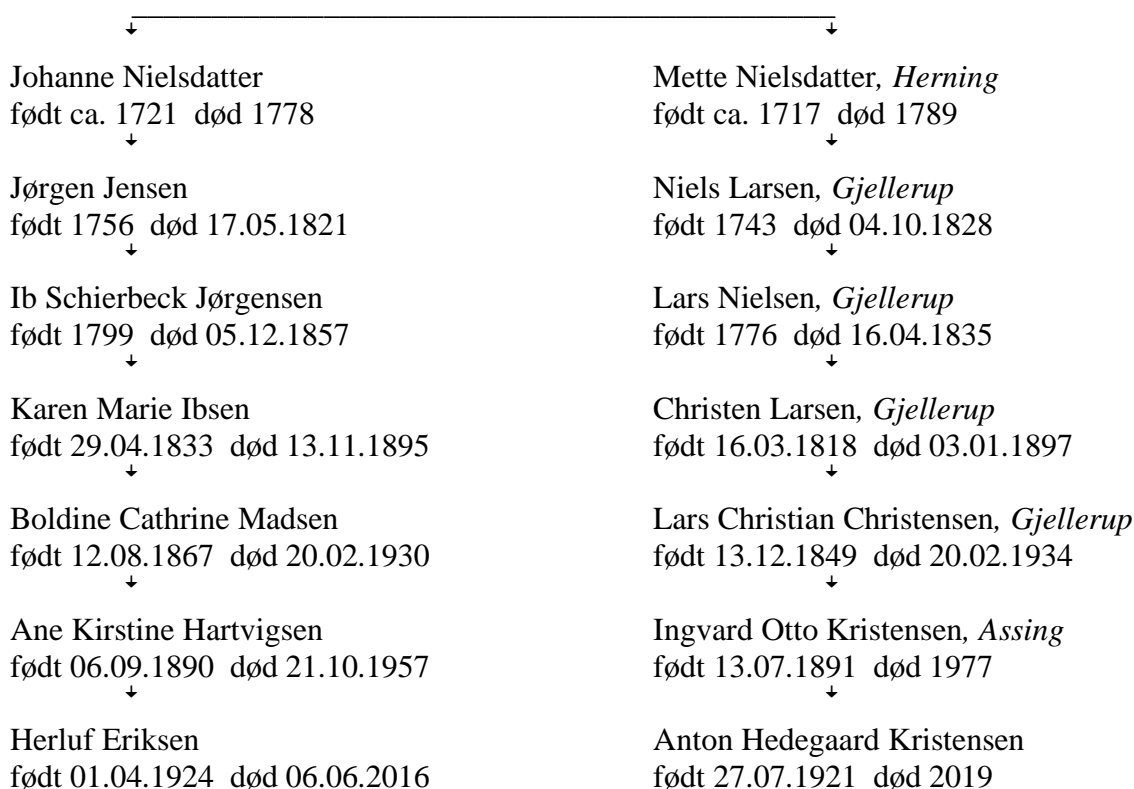 Johanne Nielsdatter
født ca. 1721  død 1778
Mette Nielsdatter, Herning
født ca. 1717  død 1789
Jørgen Jensen
født 1756  død 17.05.1821
Niels Larsen, Gjellerup
født 1743  død 04.10.1828
Ib Schierbeck Jørgensen
født 1799  død 05.12.1857
Lars Nielsen, Gjellerup
født 1776  død 16.04.1835
Karen Marie Ibsen
født 29.04.1833  død 13.11.1895
Christen Larsen, Gjellerup
født 16.03.1818  død 03.01.1897
Boldine Cathrine Madsen
født 12.08.1867  død 20.02.1930
Lars Christian Christensen, Gjellerup
født 13.12.1849  død 20.02.1934
Ane Kirstine Hartvigsen
født 06.09.1890  død 21.10.1957
Ingvard Otto Kristensen, Assing
født 13.07.1891  død 1977
Herluf Eriksen
født 01.04.1924  død 06.06.2016
Anton Hedegaard Kristensen
født 27.07.1921  død 2019